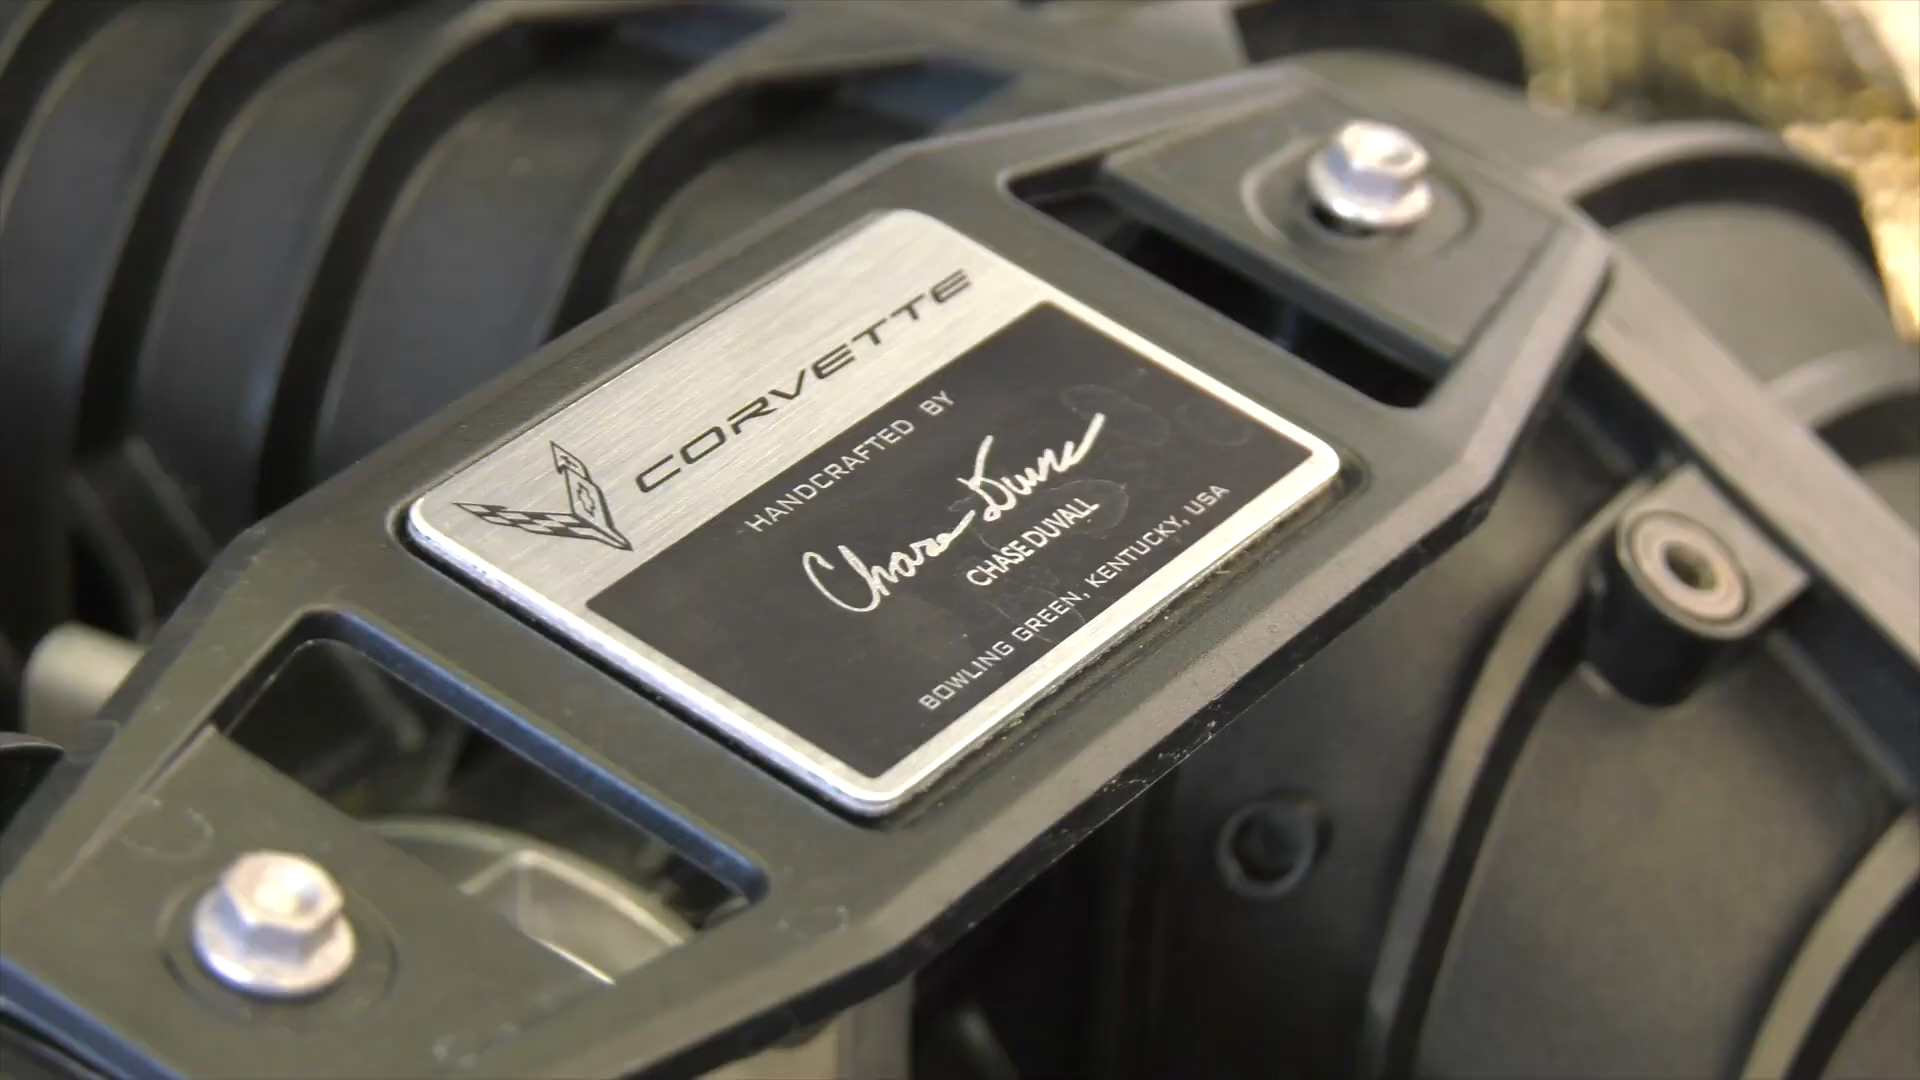 CORVETTE
HANDCRAFTED BY
Chase Duvall
CHASE DUVALL
BOWLING GREEN, KENTUCKY, USA